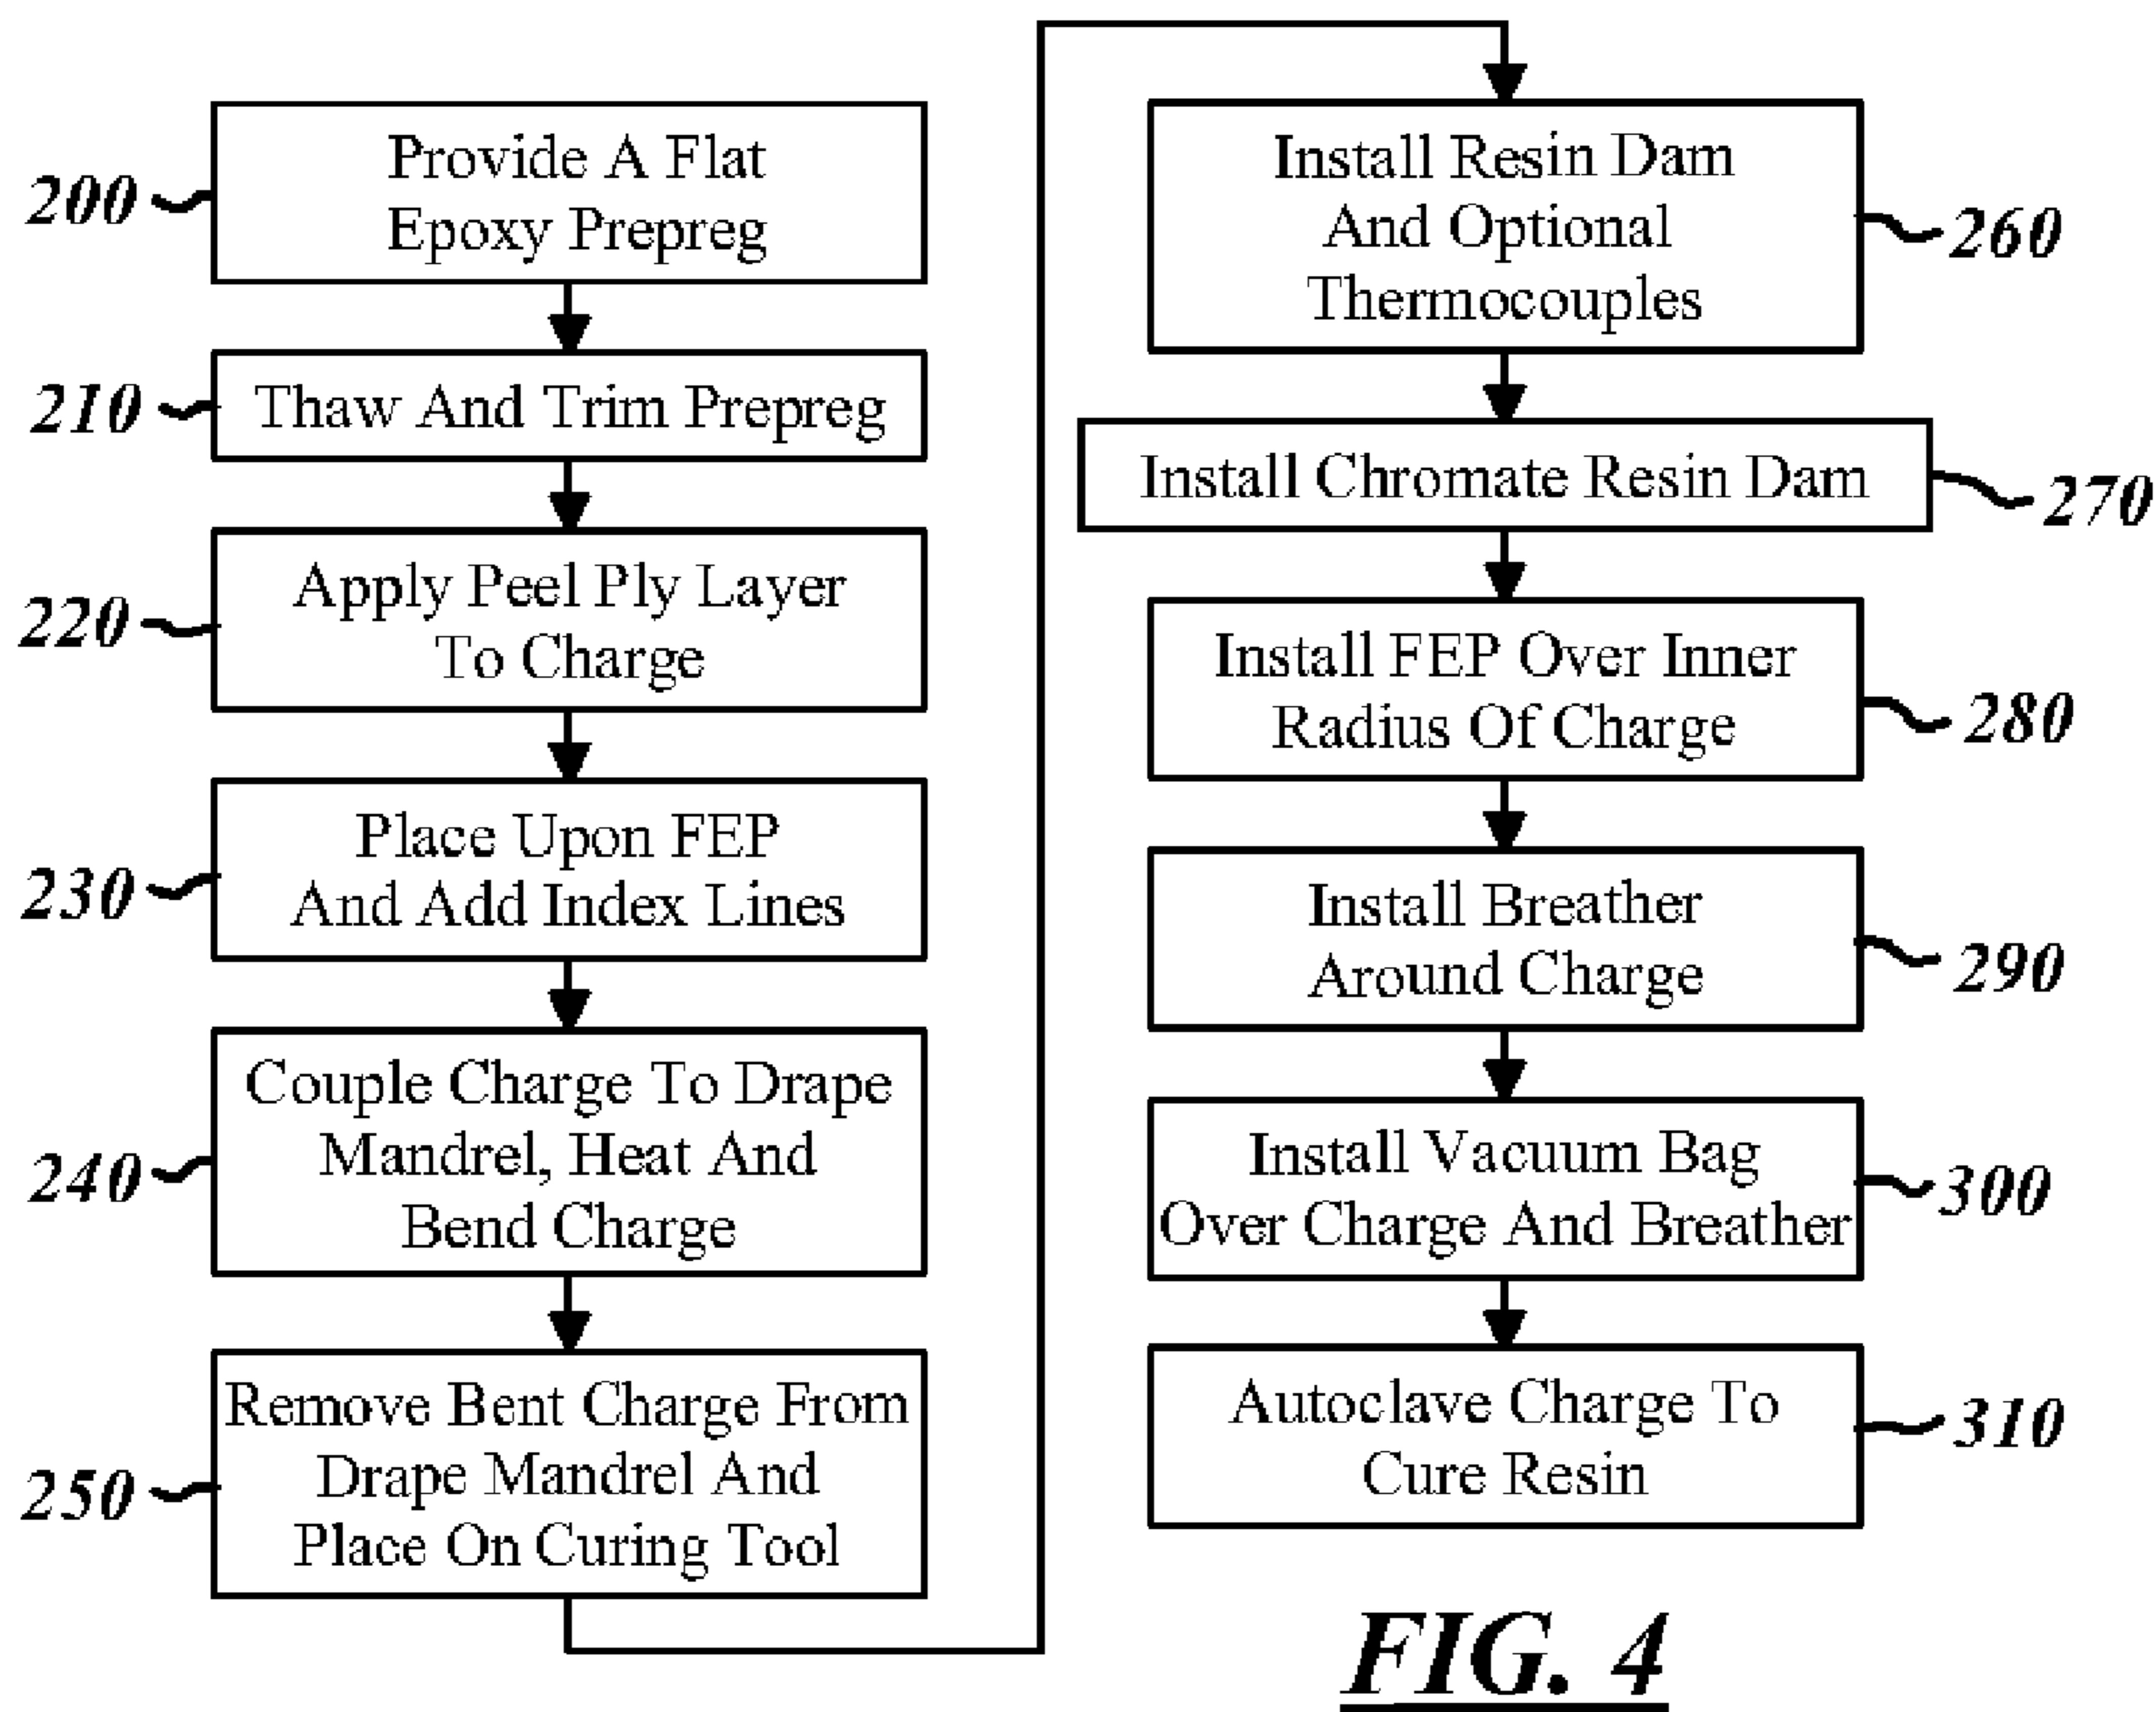 200
Provide A Flat
Epoxy Prepreg
210
Thaw And Trim Prepreg
220
Apply Peel Ply Layer
To Charge
230
Place Upon FEP
And Add Index Lines
240
Couple Charge To Drape
Mandrel, Heat And
Bend Charge
250
Remove Bent Charge From
Drape Mandrel And
Place On Curing Tool
Install Resin Dam
And Optional
Thermocouples
260
Install Chromate Resin Dam
270
Install FEP Over Inner
Radius Of Charge
280
Install Breather
Around Charge
290
Install Vacuum Bag
Over Charge And Breather
300
Autoclave Charge To
Cure Resin
310
FIG. 4